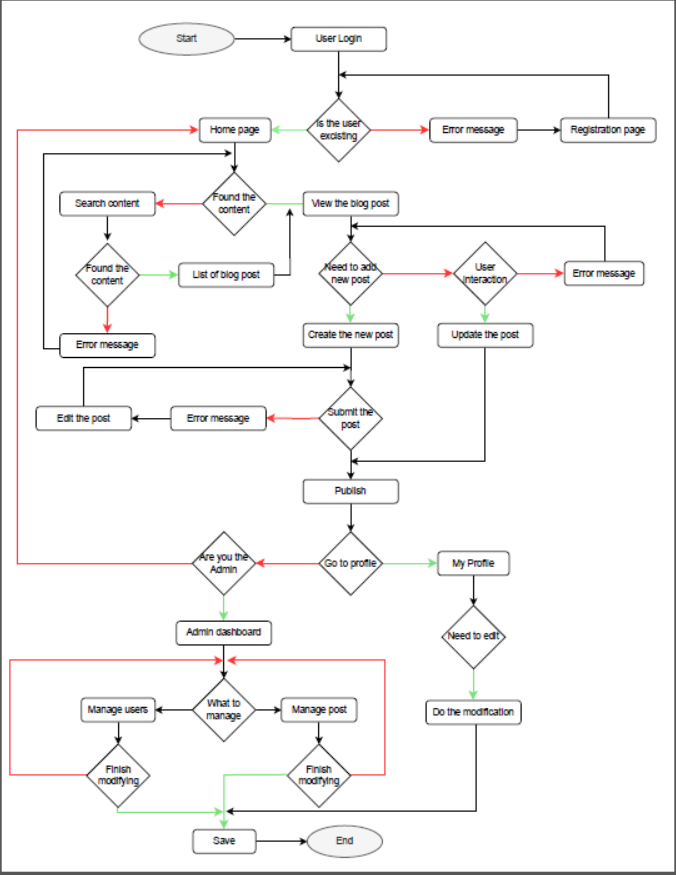 Start
User Login
Is the user
excisting
Home page
Error message
Registration page
Search content
Found the
content
View the blog post
Found the
content
List of blog post
Need to add
new post
User
Interaction
Error message
Error message
Create the new post
Update the post
Edit the post
Error message
Submit the
post
Publish
Are you the
Admin
Go to profile
My Profile
Admin dashboard
Need to edit
Manage users
What to
manage
Manage post
Do the modification
Finish
modifying
Finish
modifying
Save
End